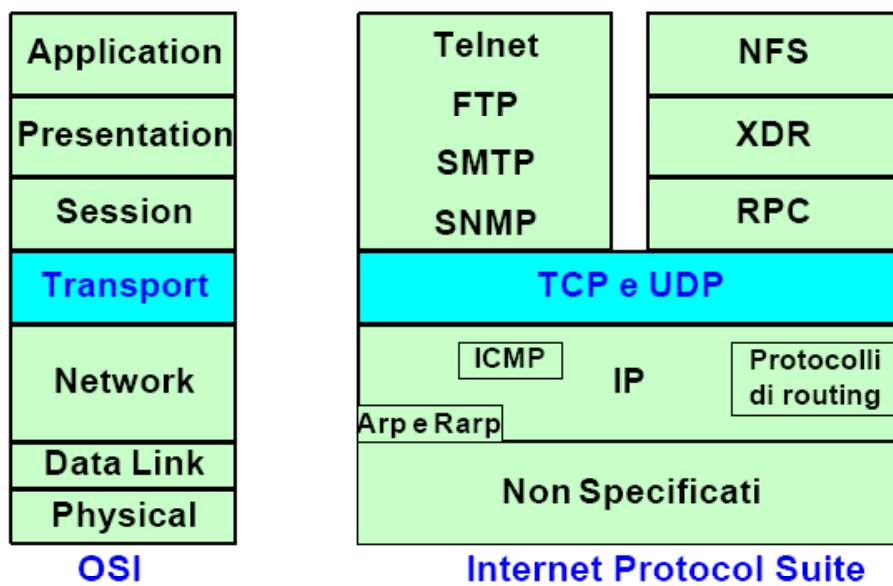 Application
Presentation
Session
Transport
Network
Data Link
Physical
OSI
Telnet
FTP
SMTP
SNMP
NFS
XDR
RPC
TCP e UDP
ICMP
IP
Protocolli
di routing
Arp e Rarp
Non Specificati
Internet Protocol Suite